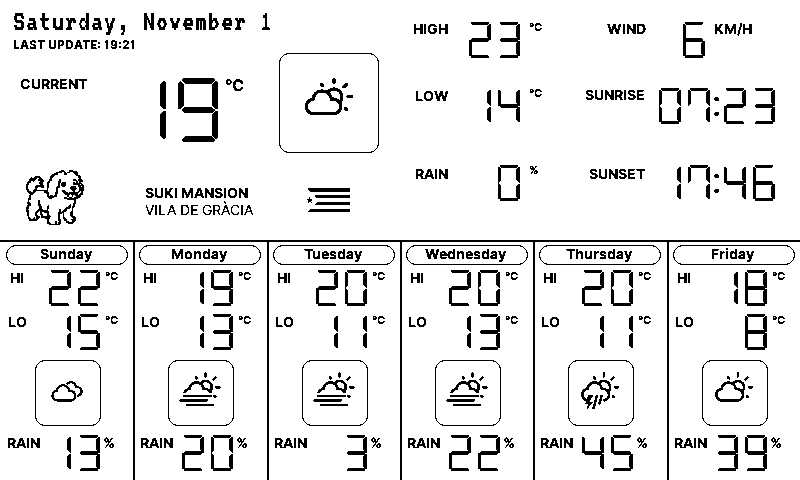 Saturday, November 1
LAST UPDATE: 19:21
CURRENT 19 °C
SUKI MANSION
VILA DE GRÀCIA
HIGH 23 °C
LOW 14 °C
RAIN 0 %
WIND 6 KM/H
SUNRISE 07:23
SUNSET 17:46
Sunday
HI 22 °C
LO 15 °C
RAIN 13 %
Monday
HI 19 °C
LO 13 °C
RAIN 20 %
Tuesday
HI 20 °C
LO 11 °C
RAIN 3 %
Wednesday
HI 20 °C
LO 13 °C
RAIN 22 %
Thursday
HI 20 °C
LO 11 °C
RAIN 45 %
Friday
HI 18 °C
LO 8 °C
RAIN 39 %